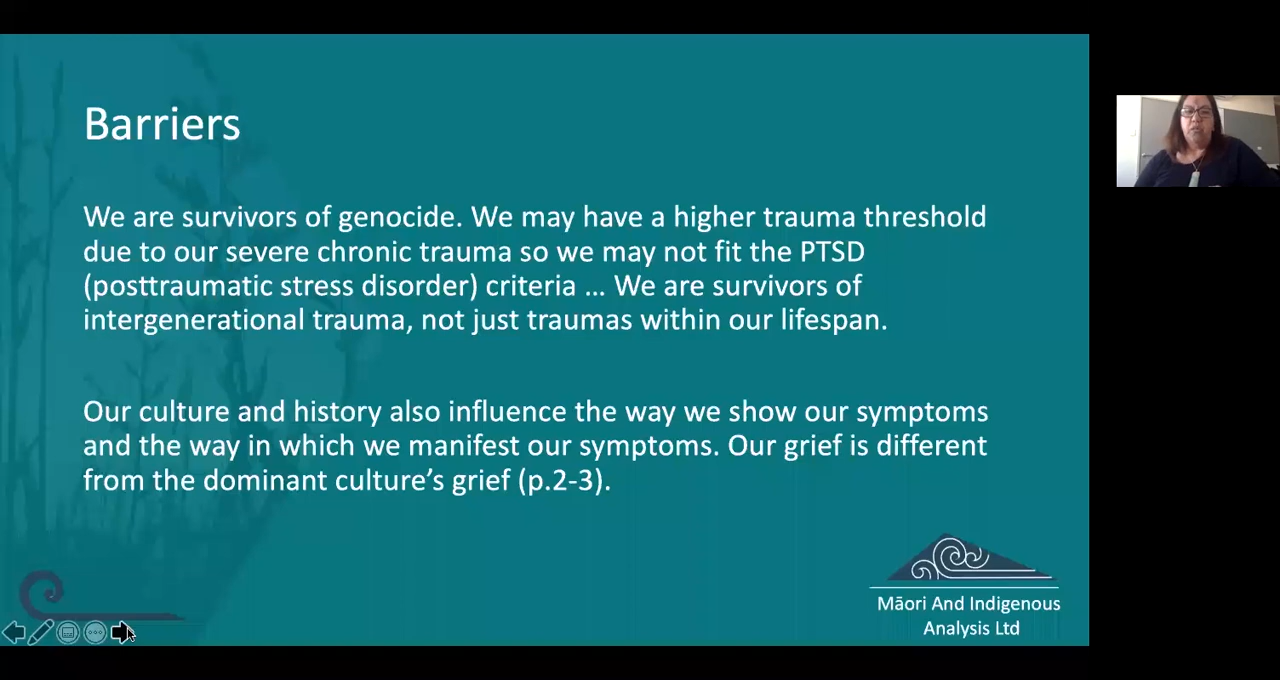 Barriers
We are survivors of genocide. We may have a higher trauma threshold
due to our severe chronic trauma so we may not fit the PTSD
(posttraumatic stress disorder) criteria ... We are survivors of
intergenerational trauma, not just traumas within our lifespan.
Our culture and history also influence the way we show our symptoms
and the way in which we manifest our symptoms. Our grief is different
from the dominant culture’s grief (p.2-3).
Māori And Indigenous
Analysis Ltd